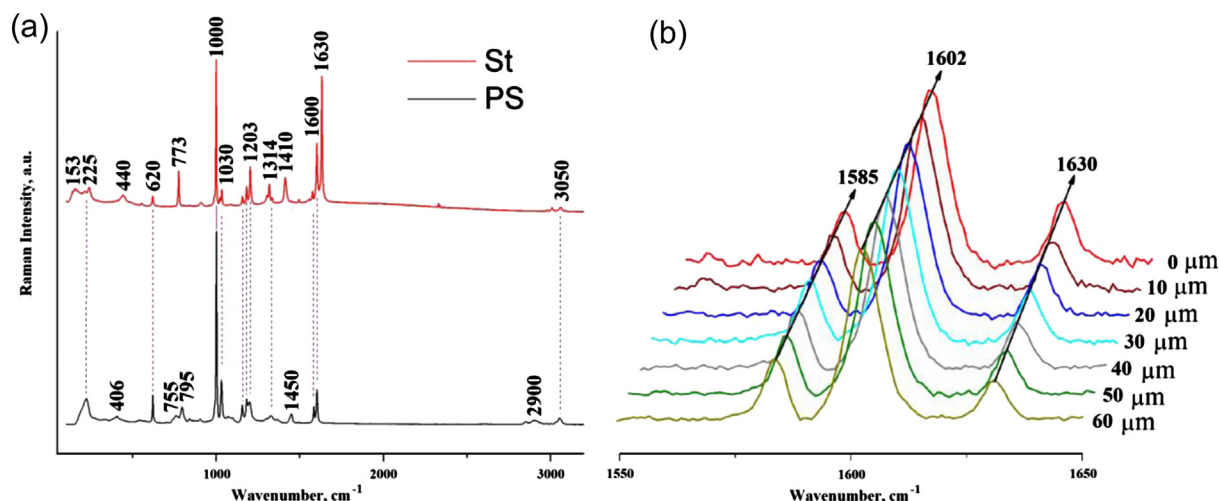 (a)
153
225
440
620
773
1000
1030
1203
1314
1410
1600
1630
3050
St
PS
406
755
795
1450
2900
Raman Intensity, a.u.
1000
2000
3000
Wavenumber, cm⁻¹
(b)
1585
1602
1630
0 μm
10 μm
20 μm
30 μm
40 μm
50 μm
60 μm
1550
1600
1650
Wavenumber, cm⁻¹